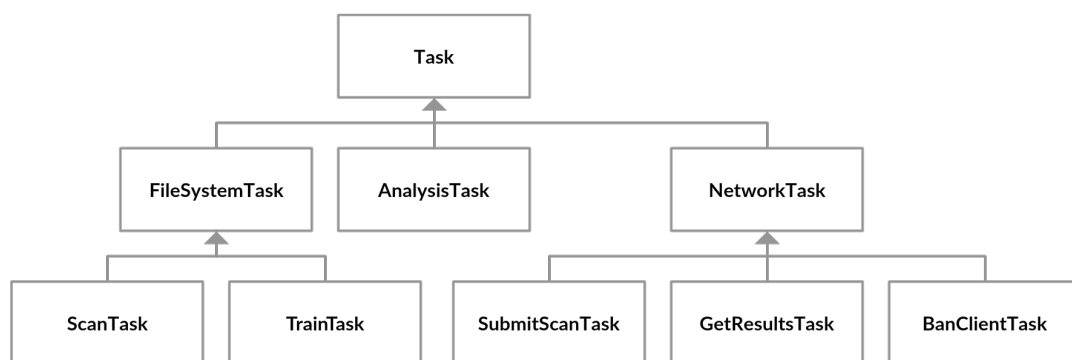 Task
FileSystemTask
AnalysisTask
NetworkTask
ScanTask
TrainTask
SubmitScanTask
GetResultsTask
BanClientTask